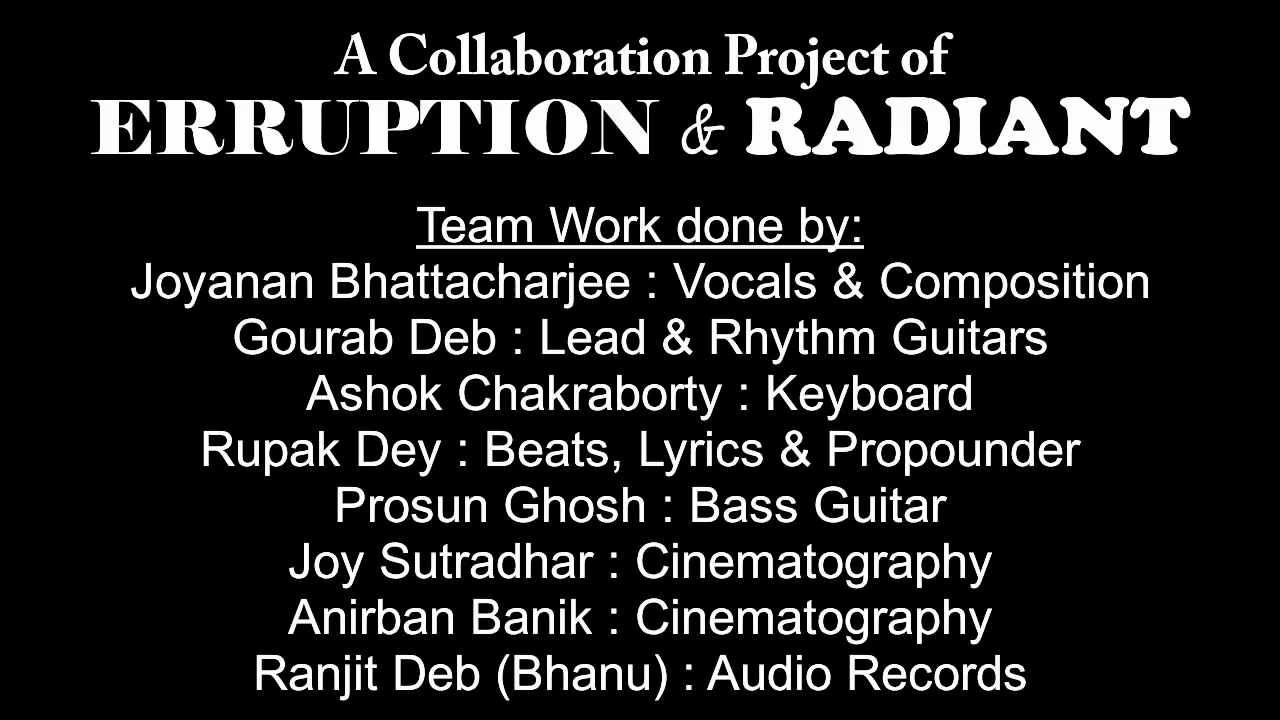 A Collaboration Project of
ERRUPTION & RADIANT
Team Work done by:
Joyanan Bhattacharjee : Vocals & Composition
Gourab Deb : Lead & Rhythm Guitars
Ashok Chakraborty : Keyboard
Rupak Dey : Beats, Lyrics & Propounder
Prosun Ghosh : Bass Guitar
Joy Sutradhar : Cinematography
Anirban Banik : Cinematography
Ranjit Deb (Bhanu) : Audio Records